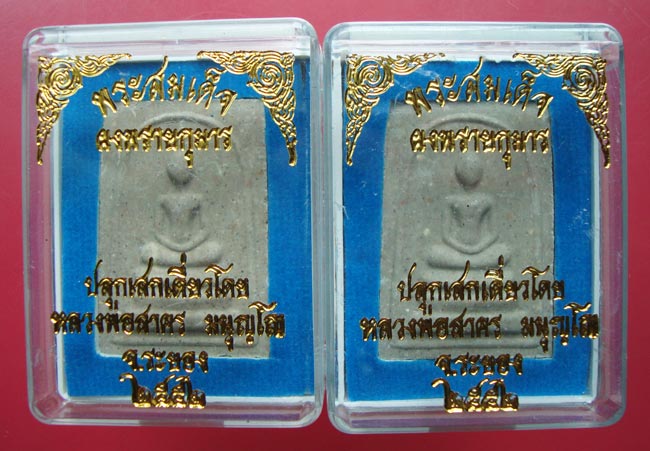 พระสมเด็จ
ผงพรายกุมาร
ปลุกเสกเดี่ยวโดย
หลวงพ่อสาคร มนุญฺโญ
จ.ระยอง
๒๕๕๒
พระสมเด็จ
ผงพรายกุมาร
ปลุกเสกเดี่ยวโดย
หลวงพ่อสาคร มนุญฺโญ
จ.ระยอง
๒๕๕๒